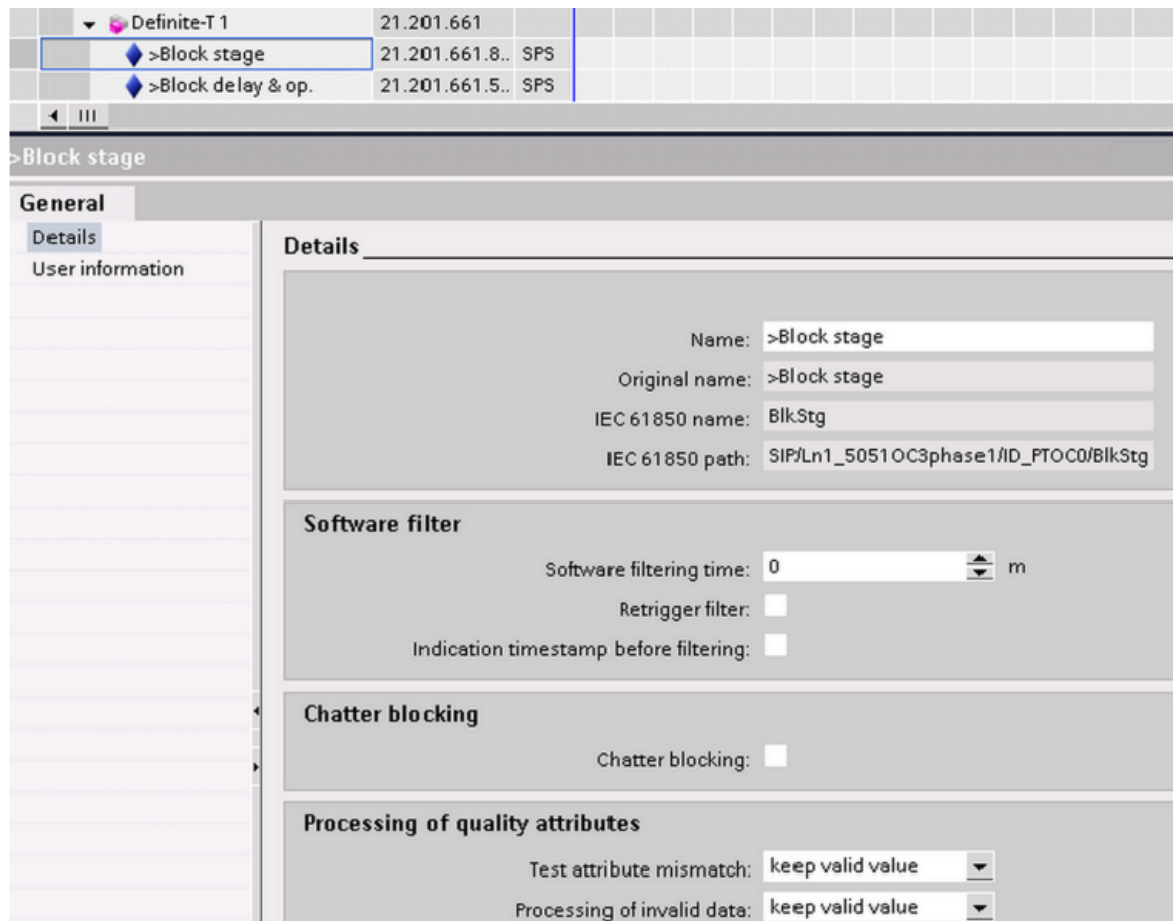 Definite-T 1 21.201.661
>Block stage 21.201.661.8.. SPS
>Block delay & op. 21.201.661.5.. SPS
>Block stage
General
Details
User information
Details
Name: >Block stage
Original name: >Block stage
IEC 61850 name: BlkStg
IEC 61850 path: SIP/Ln1_5051OC3phase1/ID_PTOC0/BlkStg
Software filter
Software filtering time: 0 m
Retrigger filter:
Indication timestamp before filtering:
Chatter blocking
Chatter blocking:
Processing of quality attributes
Test attribute mismatch: keep valid value
Processing of invalid data: keep valid value